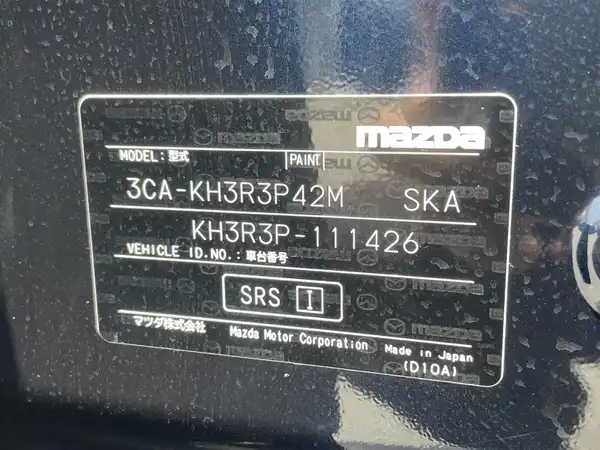 mazda
MODEL:型式 PAINT
3CA-KH3R3P42M SKA
KH3R3P-111426
VEHICLE ID.NO.:車台番号
SRS I
マツダ株式会社 Mazda Motor Corporation Made in Japan
(D10A)